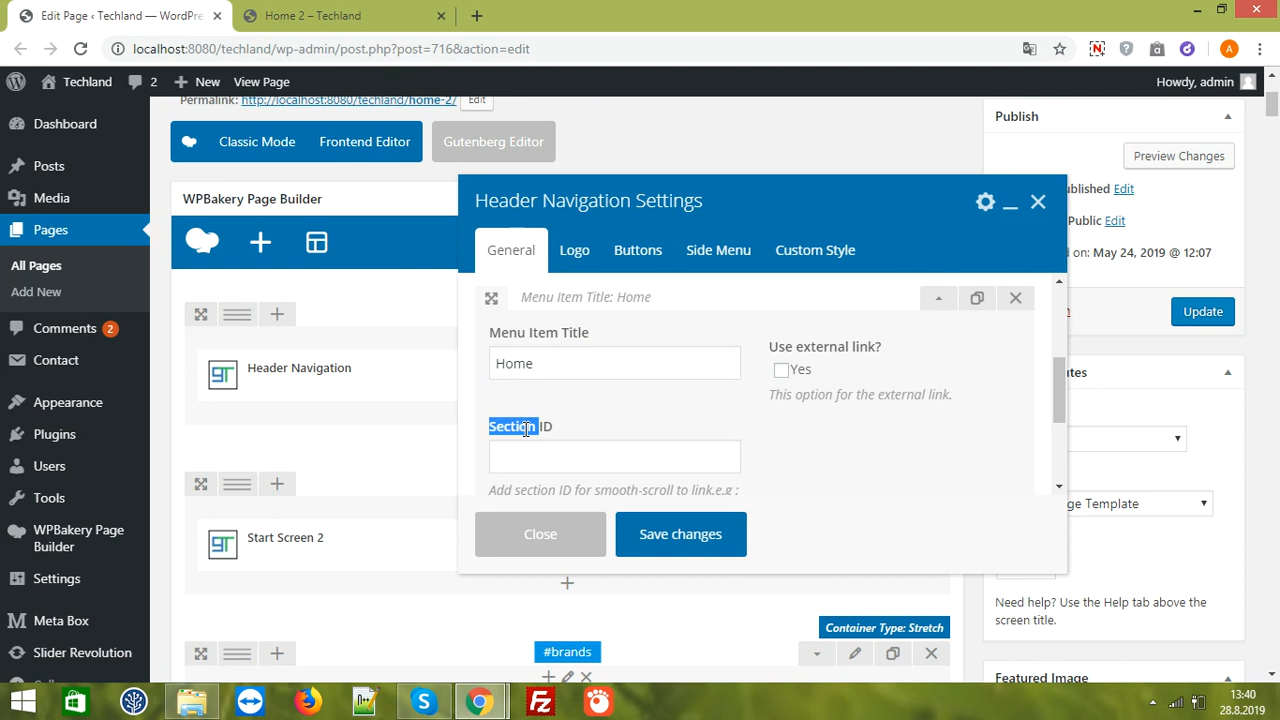 Edit Page ‹ Techland — WordPre
Home 2 – Techland
localhost:8080/techland/wp-admin/post.php?post=716&action=edit
A
Techland
2
New
View Page
Howdy, admin
Dashboard
Posts
Media
Pages
All Pages
Add New
Comments 2
Contact
Appearance
Plugins
Users
Tools
WPBakery Page
Builder
Settings
Meta Box
Slider Revolution
Permalink: http://localhost:8080/techland/home-2/ Edit
Classic Mode
Frontend Editor
Gutenberg Editor
WPBakery Page Builder
Header Navigation
Start Screen 2
Container Type: Stretch
#brands
Header Navigation Settings
General
Logo
Buttons
Side Menu
Custom Style
Menu Item Title: Home
Menu Item Title
Home
Use external link?
Yes
This option for the external link.
Section ID
Add section ID for smooth-scroll to link.e.g :
Close
Save changes
Publish
Preview Changes
ublished Edit
Public Edit
on: May 24, 2019 @ 12:07
Update
utes
ge Template
Need help? Use the Help tab above the
screen title.
Featured Image
13:40
28.8.2019